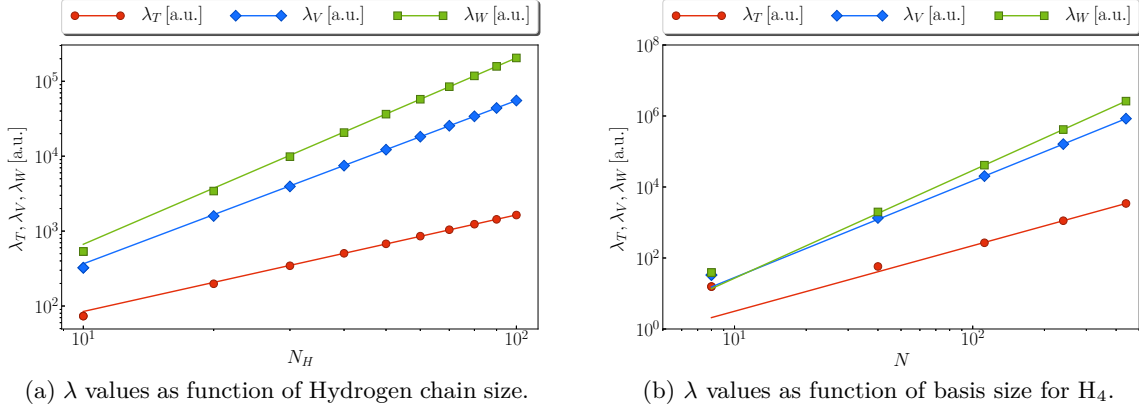 λ_T [a.u.] λ_V [a.u.] λ_W [a.u.]
λ_T, λ_V, λ_W [a.u.]
10^5
10^4
10^3
10^2
10^1 10^2
N_H
(a) λ values as function of Hydrogen chain size.
λ_T [a.u.] λ_V [a.u.] λ_W [a.u.]
λ_T, λ_V, λ_W [a.u.]
10^8
10^6
10^4
10^2
10^0
10^1 10^2
N
(b) λ values as function of basis size for H_4.